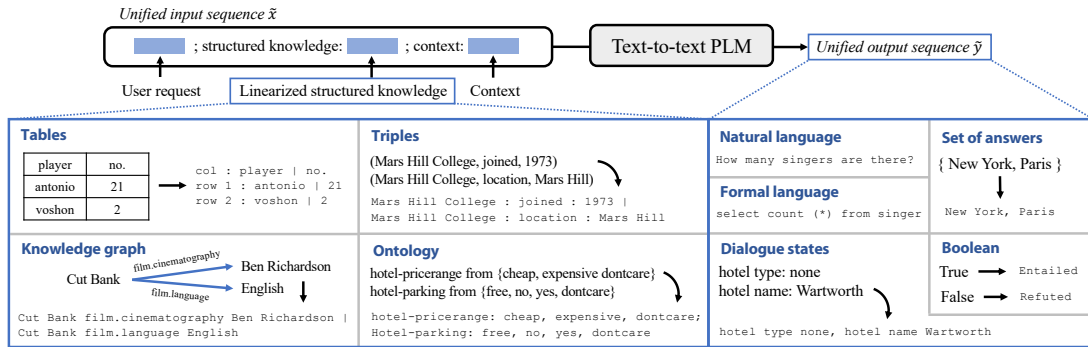 Unified input sequence x̃
; structured knowledge: ; context:
Text-to-text PLM
Unified output sequence ỹ
User request
Linearized structured knowledge
Context
Tables
player no.
antonio 21
voshon 2
col : player | no.
row 1 : antonio | 21
row 2 : voshon | 2
Triples
(Mars Hill College, joined, 1973)
(Mars Hill College, location, Mars Hill)
Mars Hill College : joined : 1973 |
Mars Hill College : location : Mars Hill
Knowledge graph
Cut Bank
film.cinematography
film.language
Ben Richardson
English
Cut Bank film.cinematography Ben Richardson |
Cut Bank film.language English
Ontology
hotel-pricerange from {cheap, expensive dontcare}
hotel-parking from {free, no, yes, dontcare}
hotel-pricerange: cheap, expensive, dontcare;
Hotel-parking: free, no, yes, dontcare
Natural language
How many singers are there?
Formal language
select count (*) from singer
Set of answers
{ New York, Paris }
New York, Paris
Dialogue states
hotel type: none
hotel name: Wartworth
hotel type none, hotel name Wartworth
Boolean
True Entailed
False Refuted